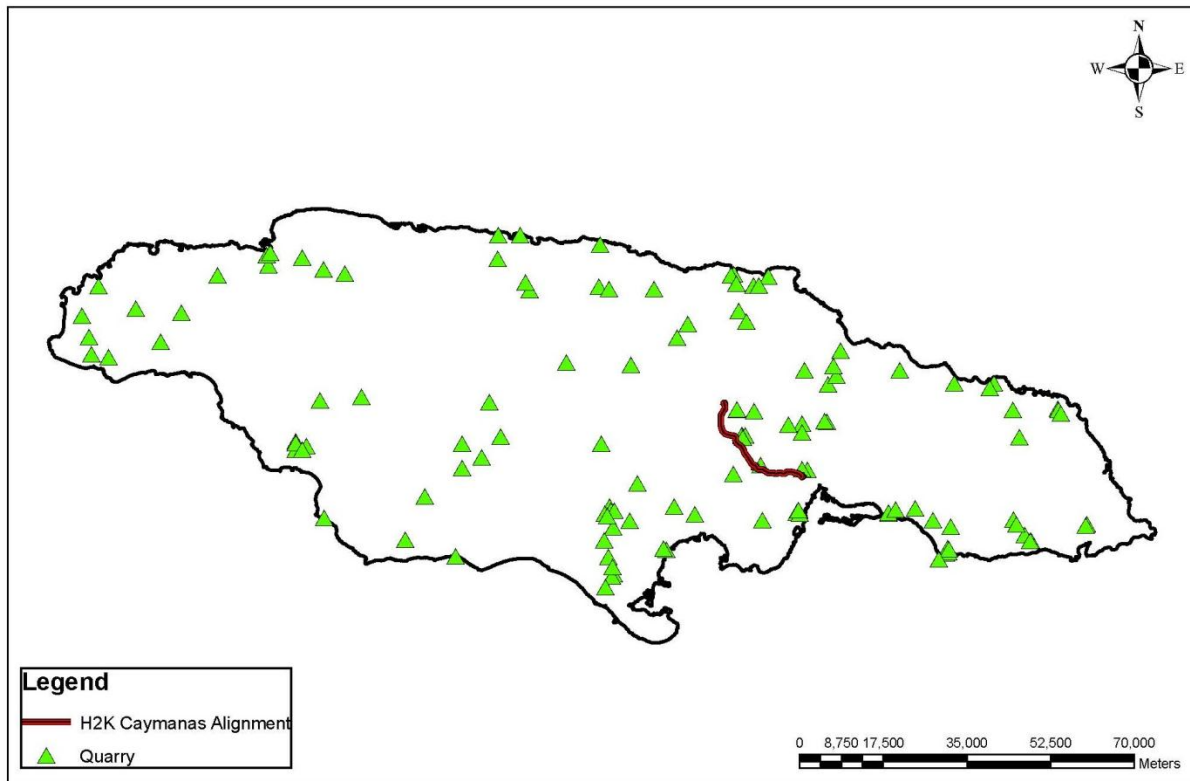 N
W E
S
Legend
H2K Caymanas Alignment
Quarry
0 8,750 17,500 35,000 52,500 70,000
Meters